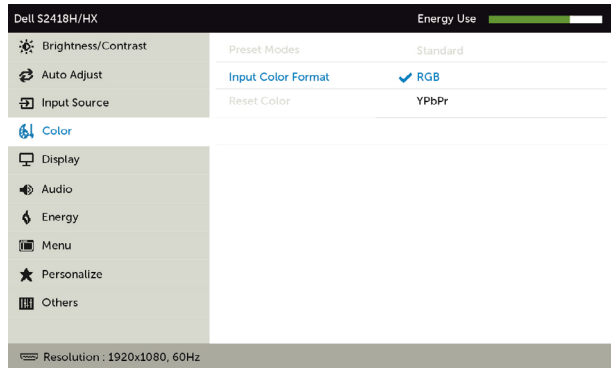 Dell S2418H/HX Energy Use
Brightness/Contrast
Auto Adjust
Input Source
Color
Display
Audio
Energy
Menu
Personalize
Others
Preset Modes Standard
Input Color Format RGB
Reset Color YPbPr
Resolution : 1920x1080, 60Hz